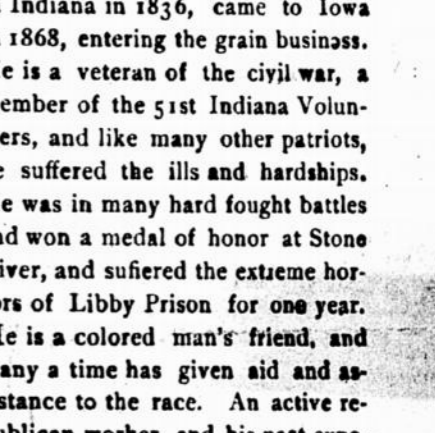 Indiana in 1836, came to Iowa
1868, entering the grain business.
e is a veteran of the civil war, a
ember of the 51st Indiana Volun-
ers, and like many other patriots,
e suffered the ills and hardships.
e was in many hard fought battles
nd won a medal of honor at Stone
iver, and sufiered the extieme hor-
ors of Libby Prison for one year.
He is a colored man's friend, and
any a time has given aid and as-
stance to the race. An active re-